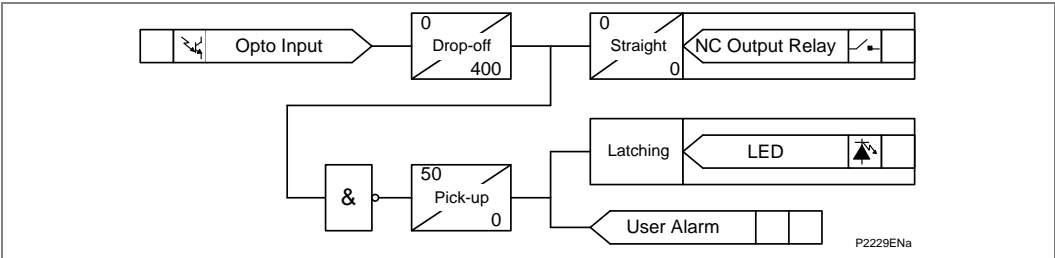 0
Opto Input
Drop-off
400
0
Straight
0
NC Output Relay
&
50
Pick-up
0
Latching
LED
User Alarm
P2229ENa